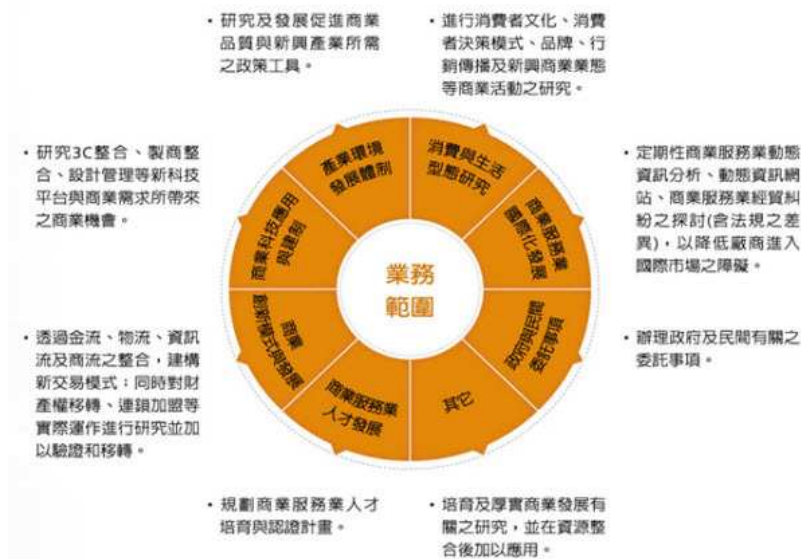 • 研究及發展促進商業
品質與新興產業所需
之政策工具。
• 進行消費者文化、消費
者決策模式、品牌、行
銷傳播及新興商業業態
等商業活動之研究。
• 研究3C整合、製商整
合、設計管理等新科技
平台與商業需求所帶來
之商業機會。
• 定期性商業服務業動態
資訊分析、動態資訊網
站、商業服務業經貿糾
紛之探討(含法規之差
異)，以降低廠商進入
國際市場之障礙。
產業環境
發展體制
消費與生活
型態研究
商業服務業
國際化發展
商業科技應用
與建制
業務
範圍
政府與民間
委託事項
商業
模式與發展
商業服務業
人才發展
其它
• 透過金流、物流、資訊
流及商流之整合，建構
新交易模式；同時對財
產權移轉、連鎖加盟等
實際運作進行研究並加
以驗證和移轉。
• 辦理政府及民間有關之
委託事項。
• 規劃商業服務業人才
培育與認證計畫。
• 培育及厚實商業發展有
關之研究，並在資源整
合後加以應用。